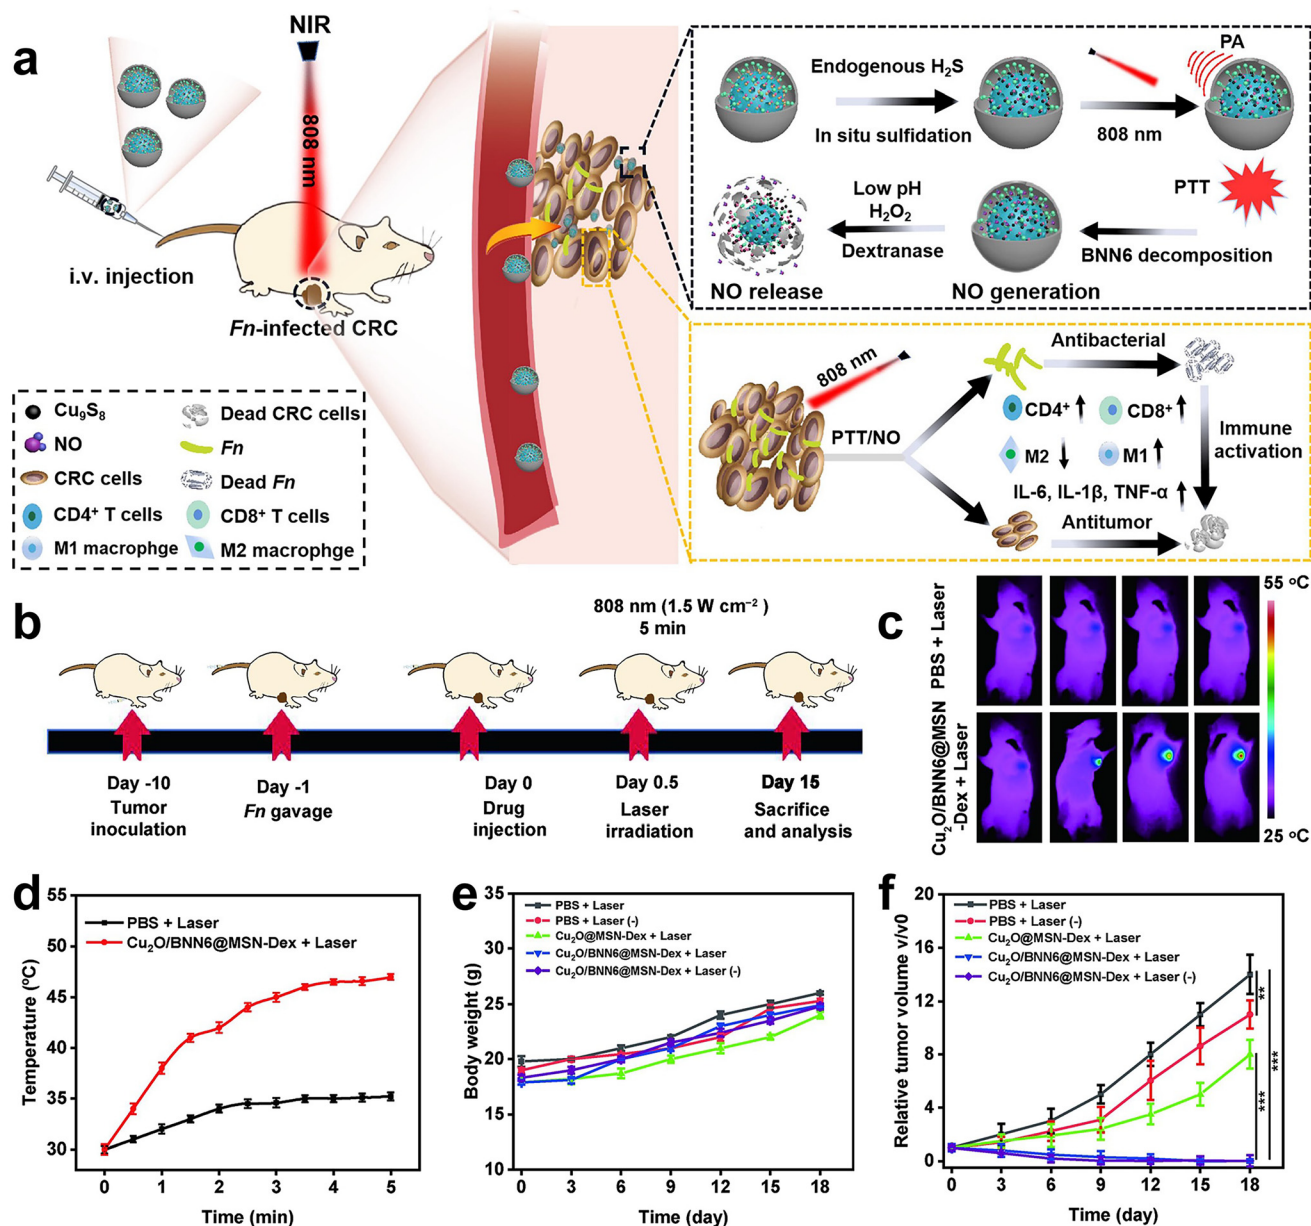 a
NIR
808 nm
i.v. injection
Fn-infected CRC
Cu₉S₈
NO
CRC cells
CD4⁺ T cells
M1 macrophge
Dead CRC cells
Fn
Dead Fn
CD8⁺ T cells
M2 macrophge
Endogenous H₂S
In situ sulfidation
808 nm
PA
PTT
BNN6 decomposition
NO generation
Low pH
H₂O₂
Dextranase
NO release
808 nm
PTT/NO
Antibacterial
CD4⁺
CD8⁺
M2
M1
IL-6, IL-1β, TNF-α
Immune
activation
Antitumor
b
808 nm (1.5 W cm⁻² )
5 min
Day -10
Tumor
inoculation
Day -1
Fn gavage
Day 0
Drug
injection
Day 0.5
Laser
irradiation
Day 15
Sacrifice
and analysis
c
PBS + Laser
Cu₂O/BNN6@MSN
-Dex + Laser
55 ºC
25 ºC
d
Temperature (ºC)
55
50
45
40
35
30
PBS + Laser
Cu₂O/BNN6@MSN-Dex + Laser
0 1 2 3 4 5
Time (min)
e
Body weight (g)
35
30
25
20
15
10
PBS + Laser
PBS + Laser (-)
Cu₂O@MSN-Dex + Laser
Cu₂O/BNN6@MSN-Dex + Laser
Cu₂O/BNN6@MSN-Dex + Laser (-)
0 3 6 9 12 15 18
Time (day)
f
Relative tumor volume v/v0
20
16
12
8
4
0
PBS + Laser
PBS + Laser (-)
Cu₂O@MSN-Dex + Laser
Cu₂O/BNN6@MSN-Dex + Laser
Cu₂O/BNN6@MSN-Dex + Laser (-)
**
***
***
0 3 6 9 12 15 18
Time (day)